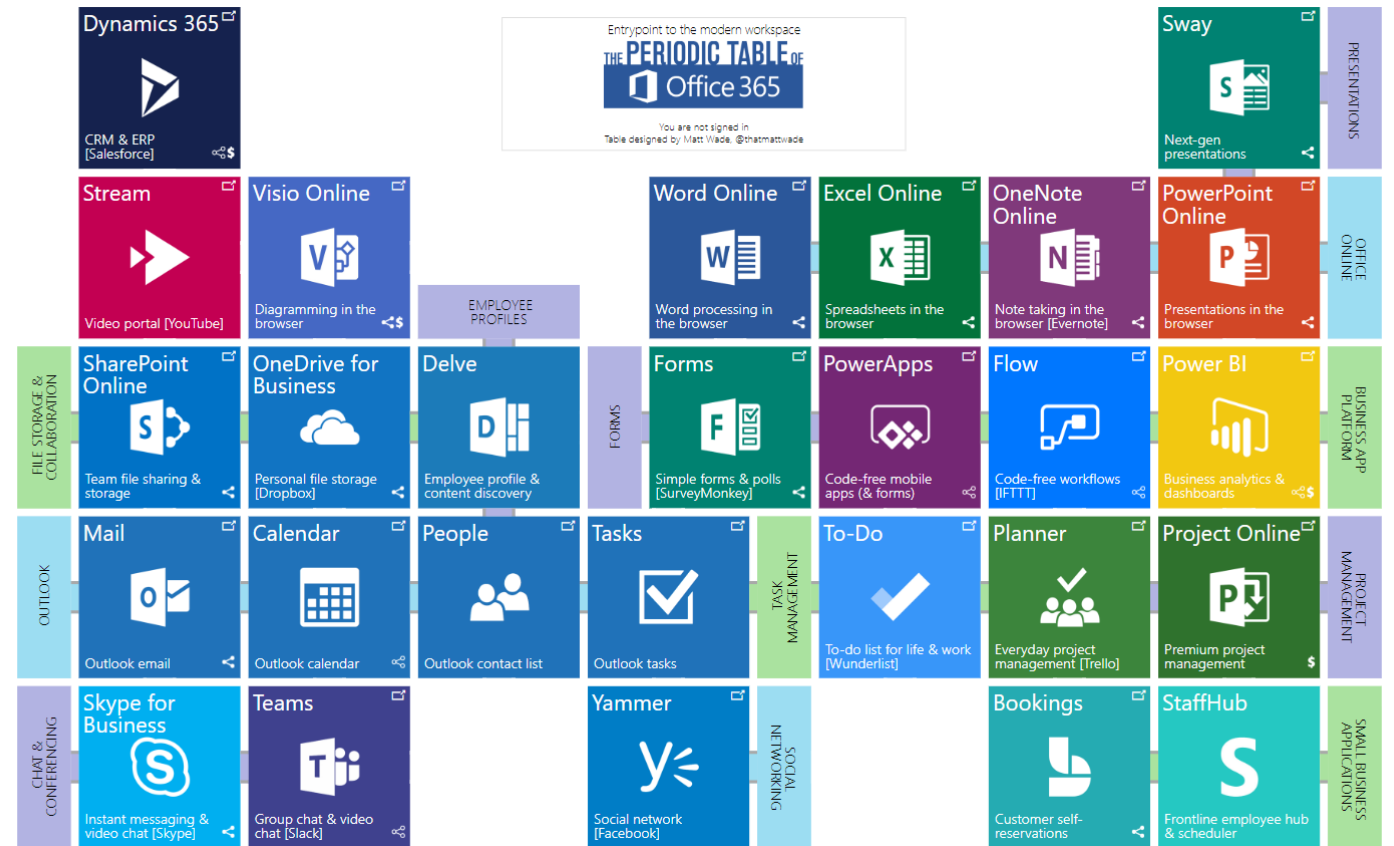 Dynamics 365
CRM & ERP
[Salesforce]
$
Entrypoint to the modern workspace
THE PERIODIC TABLE OF
Office 365
You are not signed in
Table designed by Matt Wade, @thatmattwade
Sway
S
Next-gen
presentations
PRESENTATIONS
Stream
Video portal [YouTube]
Visio Online
V
Diagramming in the
browser
$
EMPLOYEE
PROFILES
Word Online
W
Word processing in
the browser
Excel Online
X
Spreadsheets in the
browser
OneNote
Online
N
Note taking in the
browser [Evernote]
PowerPoint
Online
P
Presentations in the
browser
OFFICE
ONLINE
FILE STORAGE &
COLLABORATION
SharePoint
Online
S
Team file sharing &
storage
OneDrive for
Business
Personal file storage
[Dropbox]
Delve
D
Employee profile &
content discovery
FORMS
Forms
F
Simple forms & polls
[SurveyMonkey]
PowerApps
Code-free mobile
apps (& forms)
Flow
Code-free workflows
[IFTTT]
Power BI
Business analytics &
dashboards
$
BUSINESS APP
PLATFORM
OUTLOOK
Mail
O
Outlook email
Calendar
Outlook calendar
People
Outlook contact list
Tasks
Outlook tasks
TASK
MANAGEMENT
To-Do
To-do list for life & work
[Wunderlist]
Planner
Everyday project
management [Trello]
Project Online
P
Premium project
management
$
PROJECT
MANAGEMENT
CHAT &
CONFERENCING
Skype for
Business
S
Instant messaging &
video chat [Skype]
Teams
T
Group chat & video
chat [Slack]
Yammer
y
Social network
[Facebook]
SOCIAL
NETWORKING
Bookings
b
Customer self-
reservations
StaffHub
S
Frontline employee hub
& scheduler
SMALL BUSINESS
APPLICATIONS